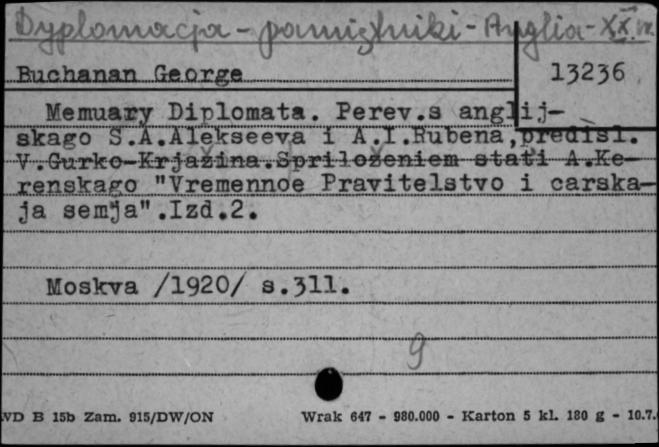 Dyplomacja - pamiętniki - Anglia - XX w.
Buchanan George
13236
Memuary Diplomata. Perev.s anglij-
skago S.A.Alekseeva i A.I.Rubena,predisl.
V.Gurko-Krjažina.Spriloženiem stati A.Ke-
renskago "Vremennoe Pravitelstvo i carska-
ja semja".Izd.2.
Moskva /1920/ s.311.
9
WD B 15b Zam. 915/DW/ON Wrak 647 - 980.000 - Karton 5 kl. 180 g - 10.7.